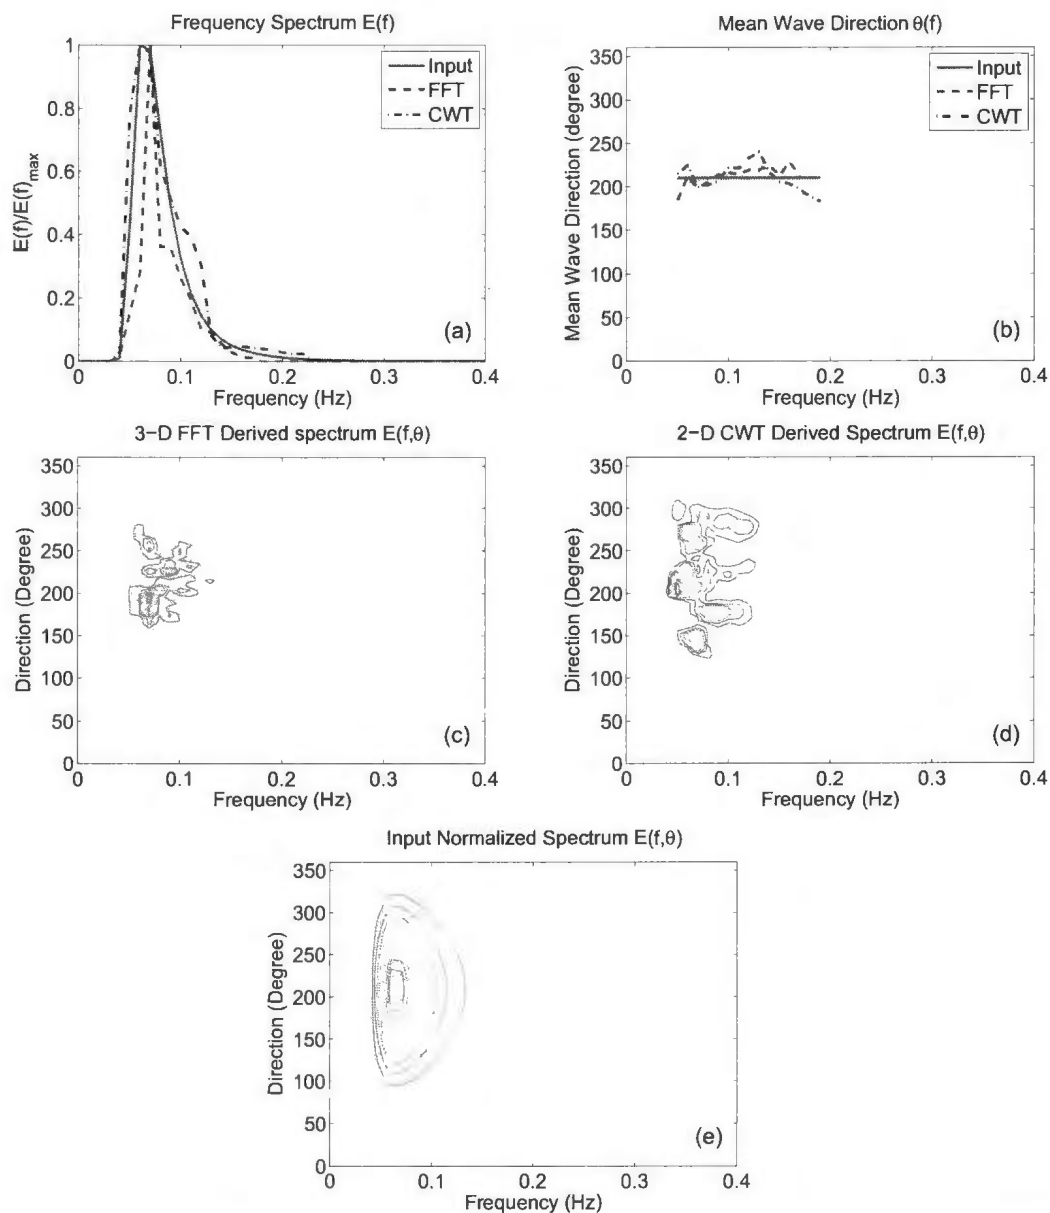 Frequency Spectrum E(f)
1
0.8
0.6
0.4
0.2
0
E(f)/E(f)max
Input
FFT
CWT
(a)
0
0.1
0.2
0.3
0.4
Frequency (Hz)
Mean Wave Direction θ(f)
350
300
250
200
150
100
50
0
Mean Wave Direction (degree)
Input
FFT
CWT
(b)
0
0.1
0.2
0.3
0.4
Frequency (Hz)
3-D FFT Derived spectrum E(f,θ)
350
300
250
200
150
100
50
0
Direction (Degree)
(c)
0
0.1
0.2
0.3
0.4
Frequency (Hz)
2-D CWT Derived Spectrum E(f,θ)
350
300
250
200
150
100
50
0
Direction (Degree)
(d)
0
0.1
0.2
0.3
0.4
Frequency (Hz)
Input Normalized Spectrum E(f,θ)
350
300
250
200
150
100
50
0
Direction (Degree)
(e)
0
0.1
0.2
0.3
0.4
Frequency (Hz)